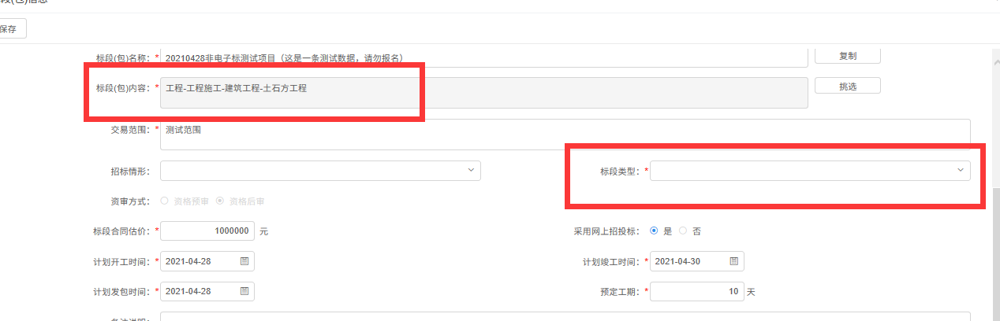 段(包)信息
保存
标段(包)名称：* 20210428非电子标测试项目（这是一条测试数据，请勿报名） 复制
标段(包)内容：* 工程-工程施工-建筑工程-土石方工程 挑选
交易范围：* 测试范围
招标情形： 标段类型：*
资审方式： 资格预审 资格后审
标段合同估价：* 1000000 元 采用网上招投标： 是 否
计划开工时间：* 2021-04-28 计划竣工时间：* 2021-04-30
计划发包时间：* 2021-04-28 预定工期：* 10 天
备注说明：